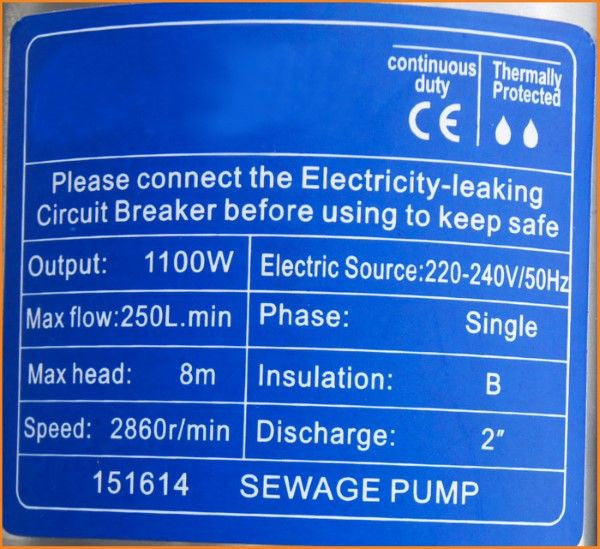 continuous duty
Thermally Protected
CE
Please connect the Electricity-leaking
Circuit Breaker before using to keep safe
Output: 1100W
Electric Source:220-240V/50Hz
Max flow:250L.min
Phase: Single
Max head: 8m
Insulation: B
Speed: 2860r/min
Discharge: 2″
151614 SEWAGE PUMP